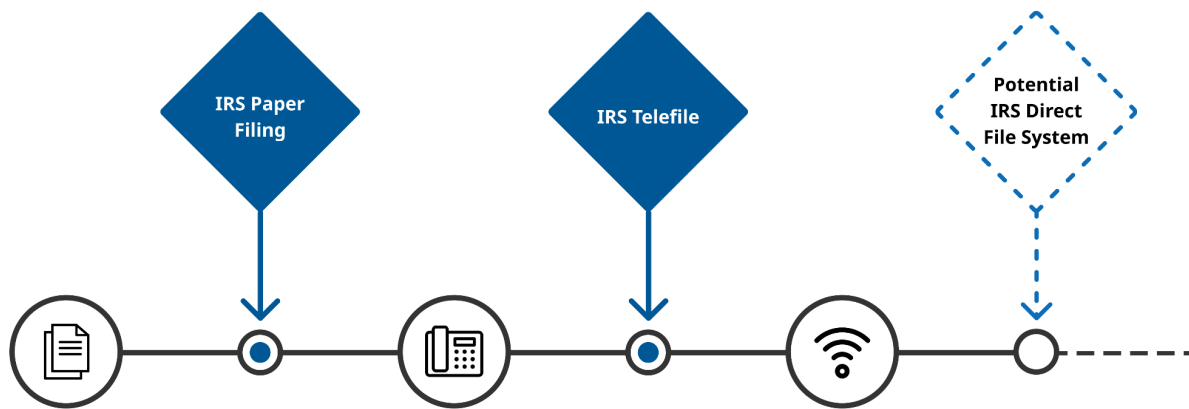 IRS Paper
Filing
IRS Telefile
Potential
IRS Direct
File System